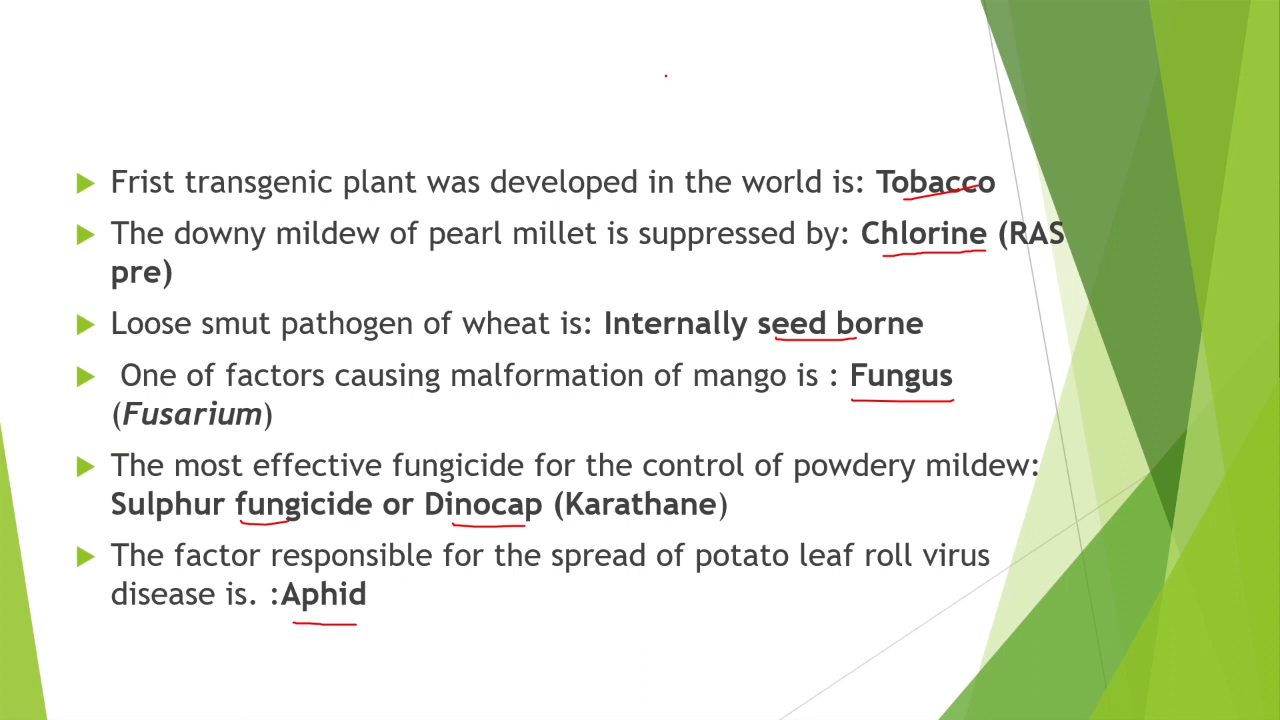 Frist transgenic plant was developed in the world is: Tobacco
The downy mildew of pearl millet is suppressed by: Chlorine (RAS
pre)
Loose smut pathogen of wheat is: Internally seed borne
One of factors causing malformation of mango is : Fungus
(Fusarium)
The most effective fungicide for the control of powdery mildew:
Sulphur fungicide or Dinocap (Karathane)
The factor responsible for the spread of potato leaf roll virus
disease is. :Aphid